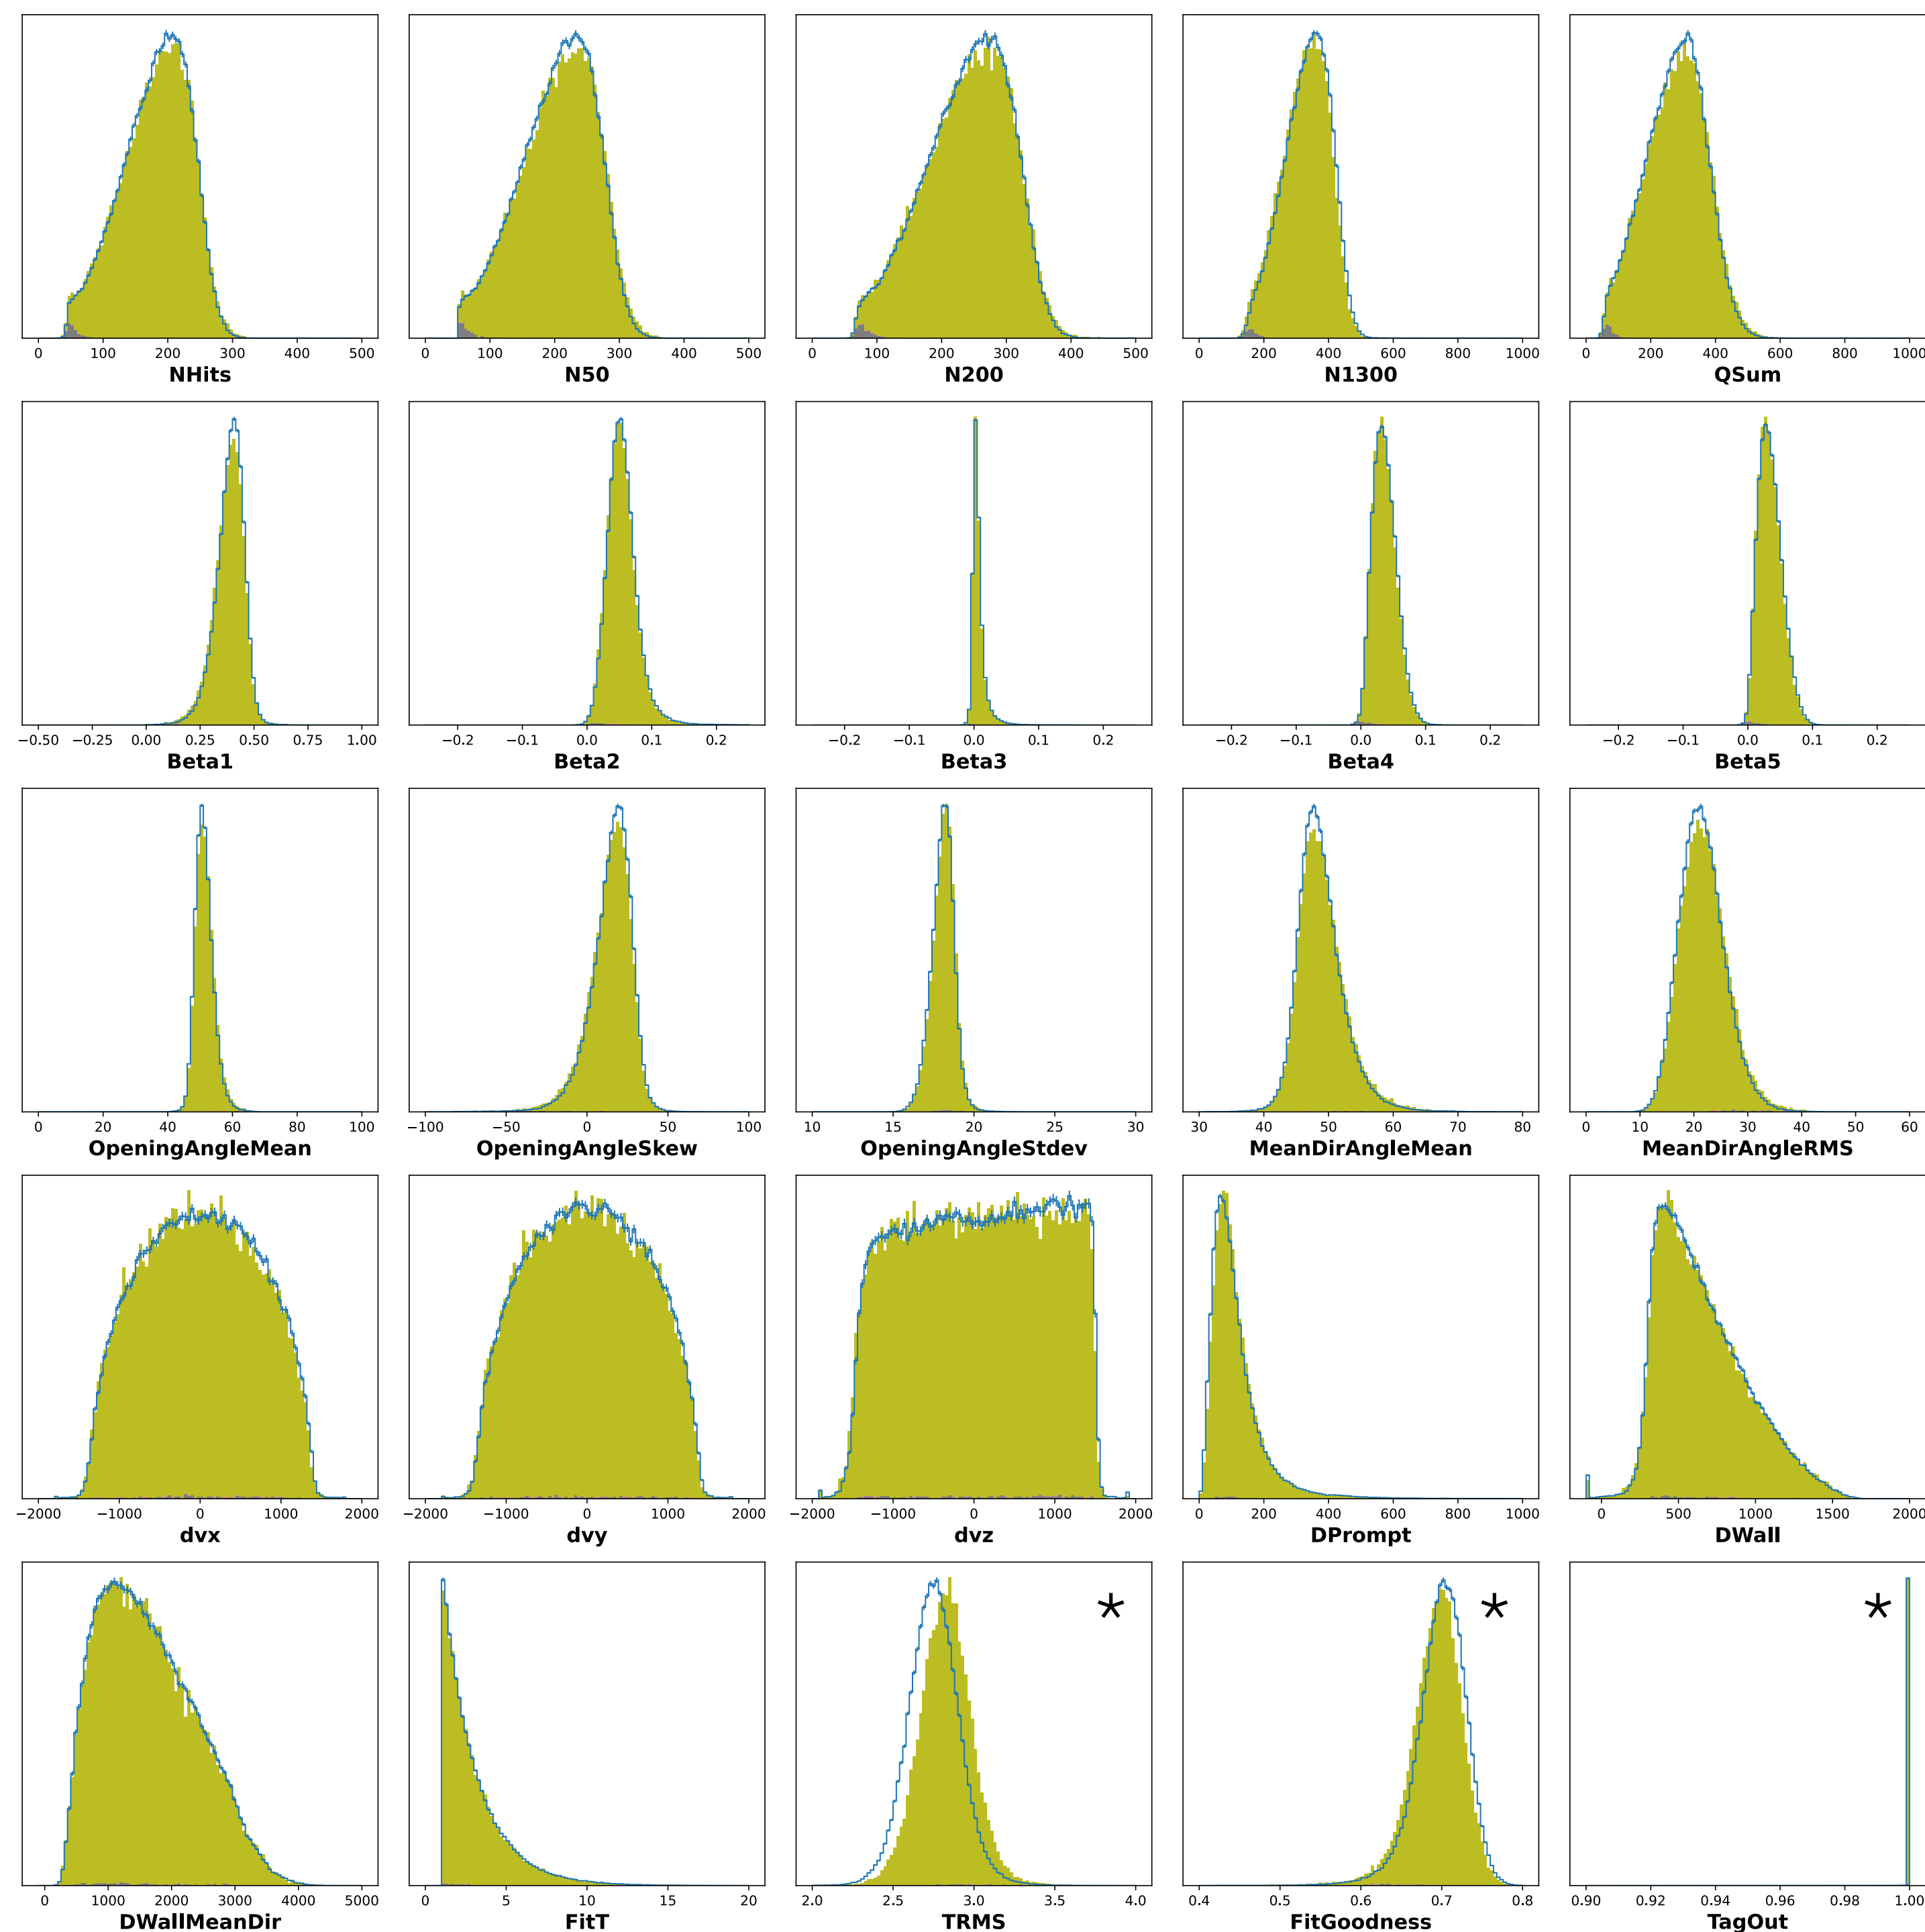 0 100 200 300 400 500
NHits
0 100 200 300 400 500
N50
0 100 200 300 400 500
N200
0 200 400 600 800 1000
N1300
0 200 400 600 800 1000
QSum
−0.50 −0.25 0.00 0.25 0.50 0.75 1.00
Beta1
−0.2 −0.1 0.0 0.1 0.2
Beta2
−0.2 −0.1 0.0 0.1 0.2
Beta3
−0.2 −0.1 0.0 0.1 0.2
Beta4
−0.2 −0.1 0.0 0.1 0.2
Beta5
0 20 40 60 80 100
OpeningAngleMean
−100 −50 0 50 100
OpeningAngleSkew
10 15 20 25 30
OpeningAngleStdev
30 40 50 60 70 80
MeanDirAngleMean
0 10 20 30 40 50 60
MeanDirAngleRMS
−2000 −1000 0 1000 2000
dvx
−2000 −1000 0 1000 2000
dvy
−2000 −1000 0 1000 2000
dvz
0 200 400 600 800 1000
DPrompt
0 500 1000 1500 2000
DWall
0 1000 2000 3000 4000 5000
DWallMeanDir
0 5 10 15 20
FitT
*
2.0 2.5 3.0 3.5 4.0
TRMS
*
0.4 0.5 0.6 0.7 0.8
FitGoodness
*
0.90 0.92 0.94 0.96 0.98 1.00
TagOut